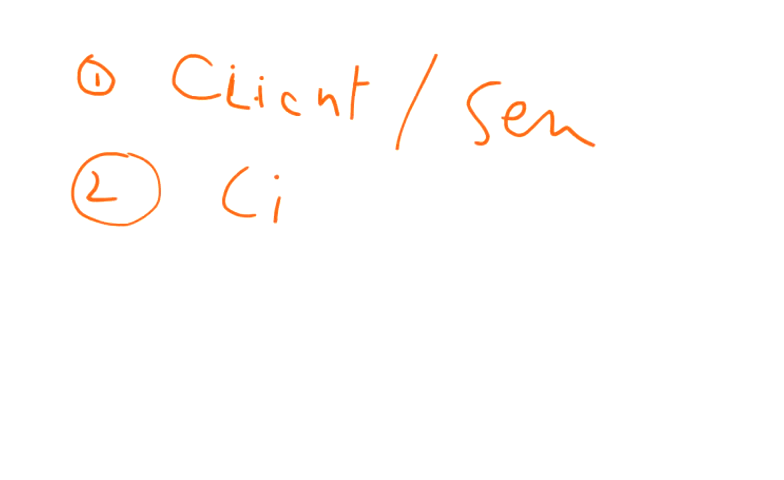 ① Client / Sen
② Ci